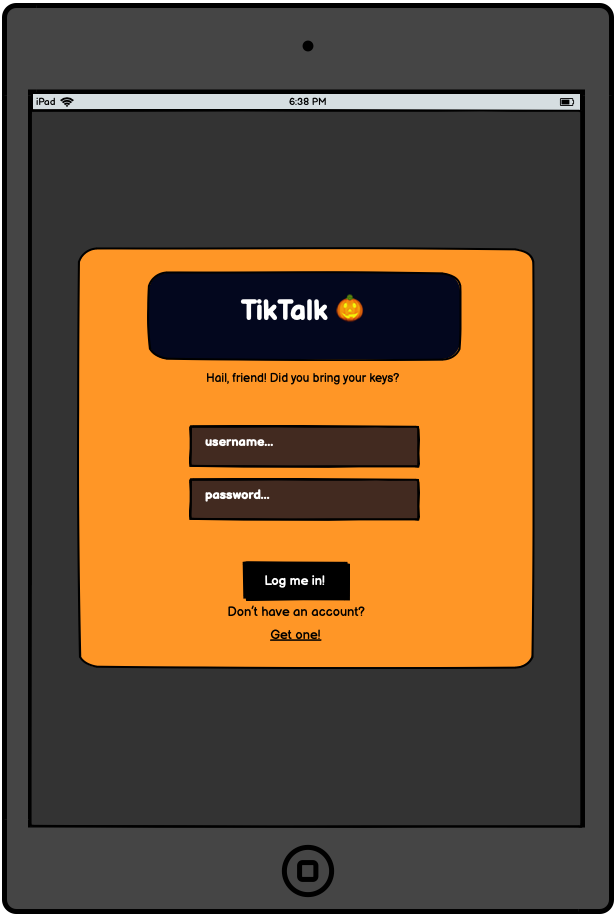 iPad
6:38 PM
TikTalk 🎃
Hail, friend! Did you bring your keys?
username...
password...
Log me in!
Don't have an account?
Get one!